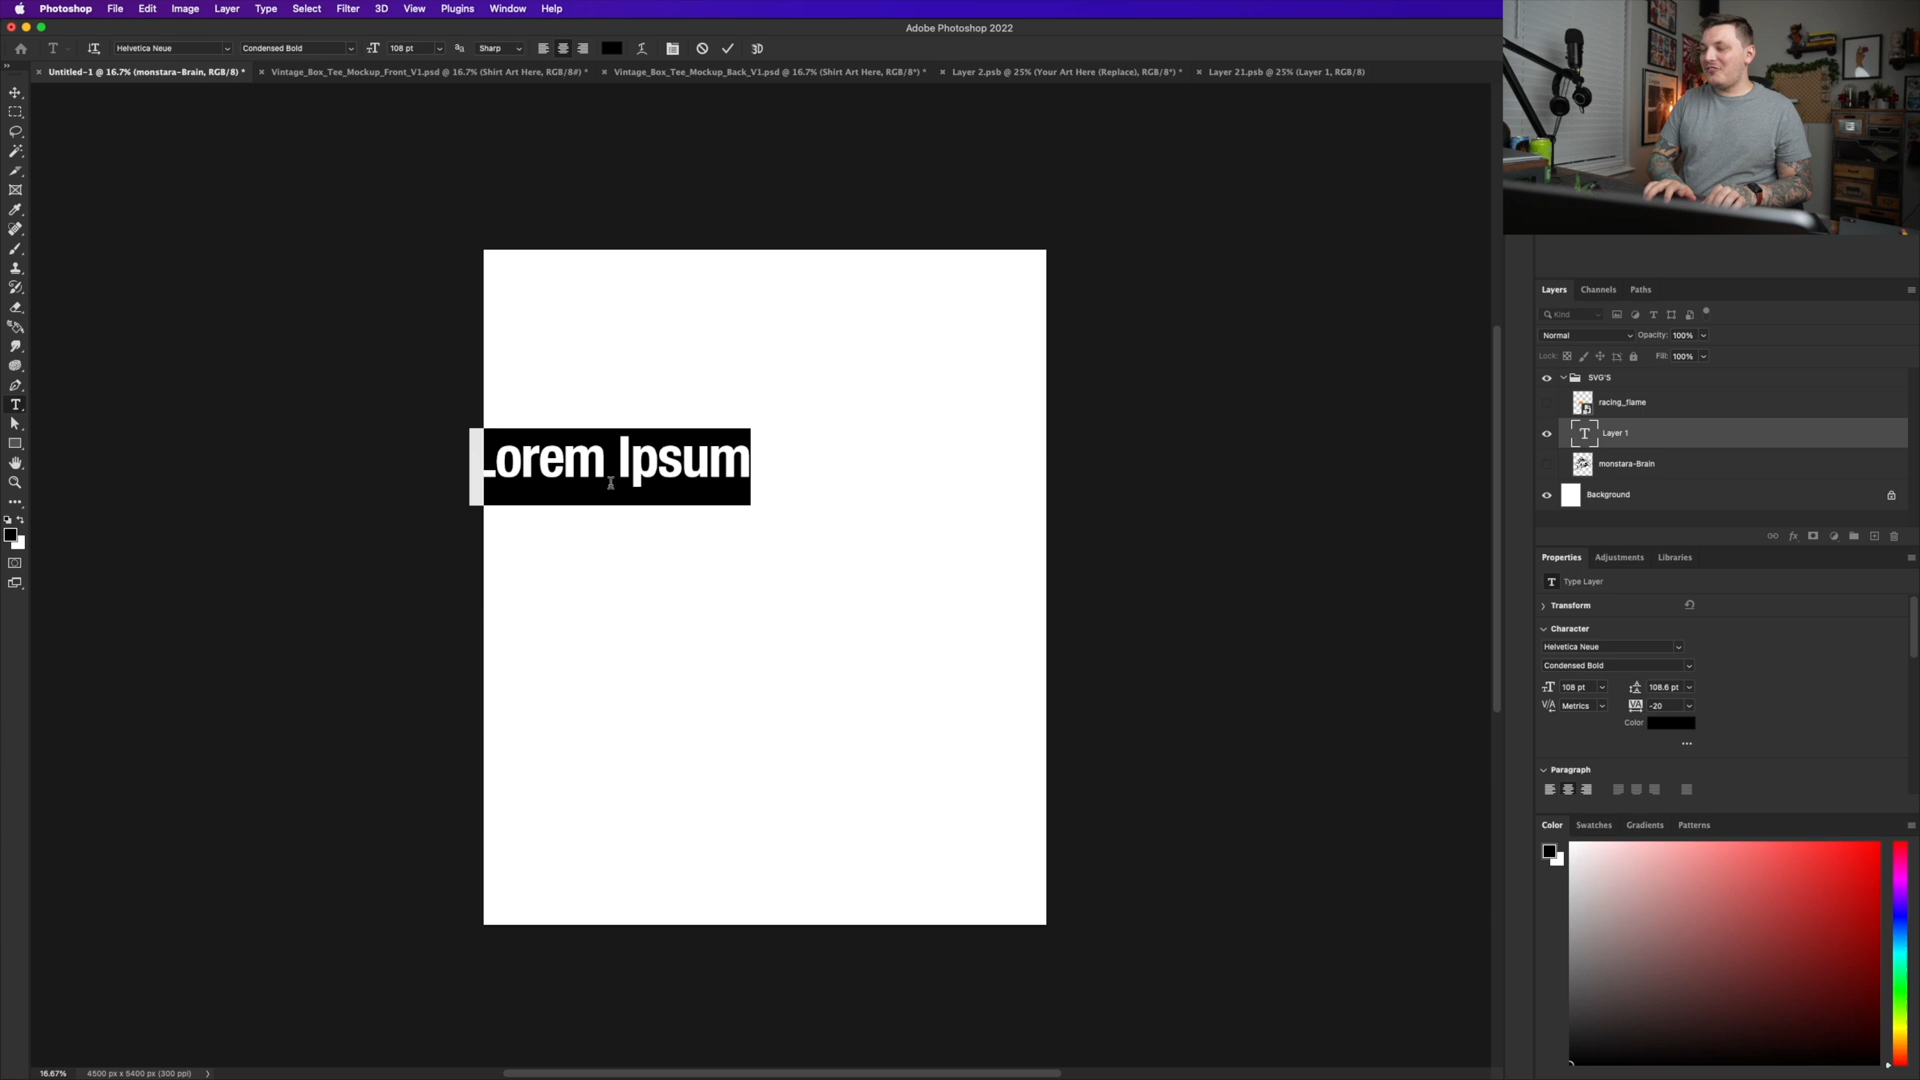 Photoshop File Edit Image Layer Type Select Filter 3D View Plugins Window Help
Adobe Photoshop 2022
Helvetica Neue Condensed Bold 108 pt Sharp 3D
Untitled-1 @ 16.7% (monstara-Brain, RGB/8) * Vintage_Box_Tee_Mockup_Front_V1.psd @ 16.7% (Shirt Art Here, RGB/8#) * Vintage_Box_Tee_Mockup_Back_V1.psd @ 16.7% (Shirt Art Here, RGB/8*) * Layer 2.psb @ 25% (Your Art Here (Replace), RGB/8*) * Layer 21.psb @ 25% (Layer 1, RGB/8)
Lorem Ipsum
Layers Channels Paths
Kind
Normal Opacity: 100%
Lock: Fill: 100%
SVG'S
racing_flame
Layer 1
monstara-Brain
Background
Properties Adjustments Libraries
Type Layer
Transform
Character
Helvetica Neue
Condensed Bold
108 pt 108.6 pt
Metrics -20
Color
Paragraph
Color Swatches Gradients Patterns
16.67% 4500 px x 5400 px (300 ppi)